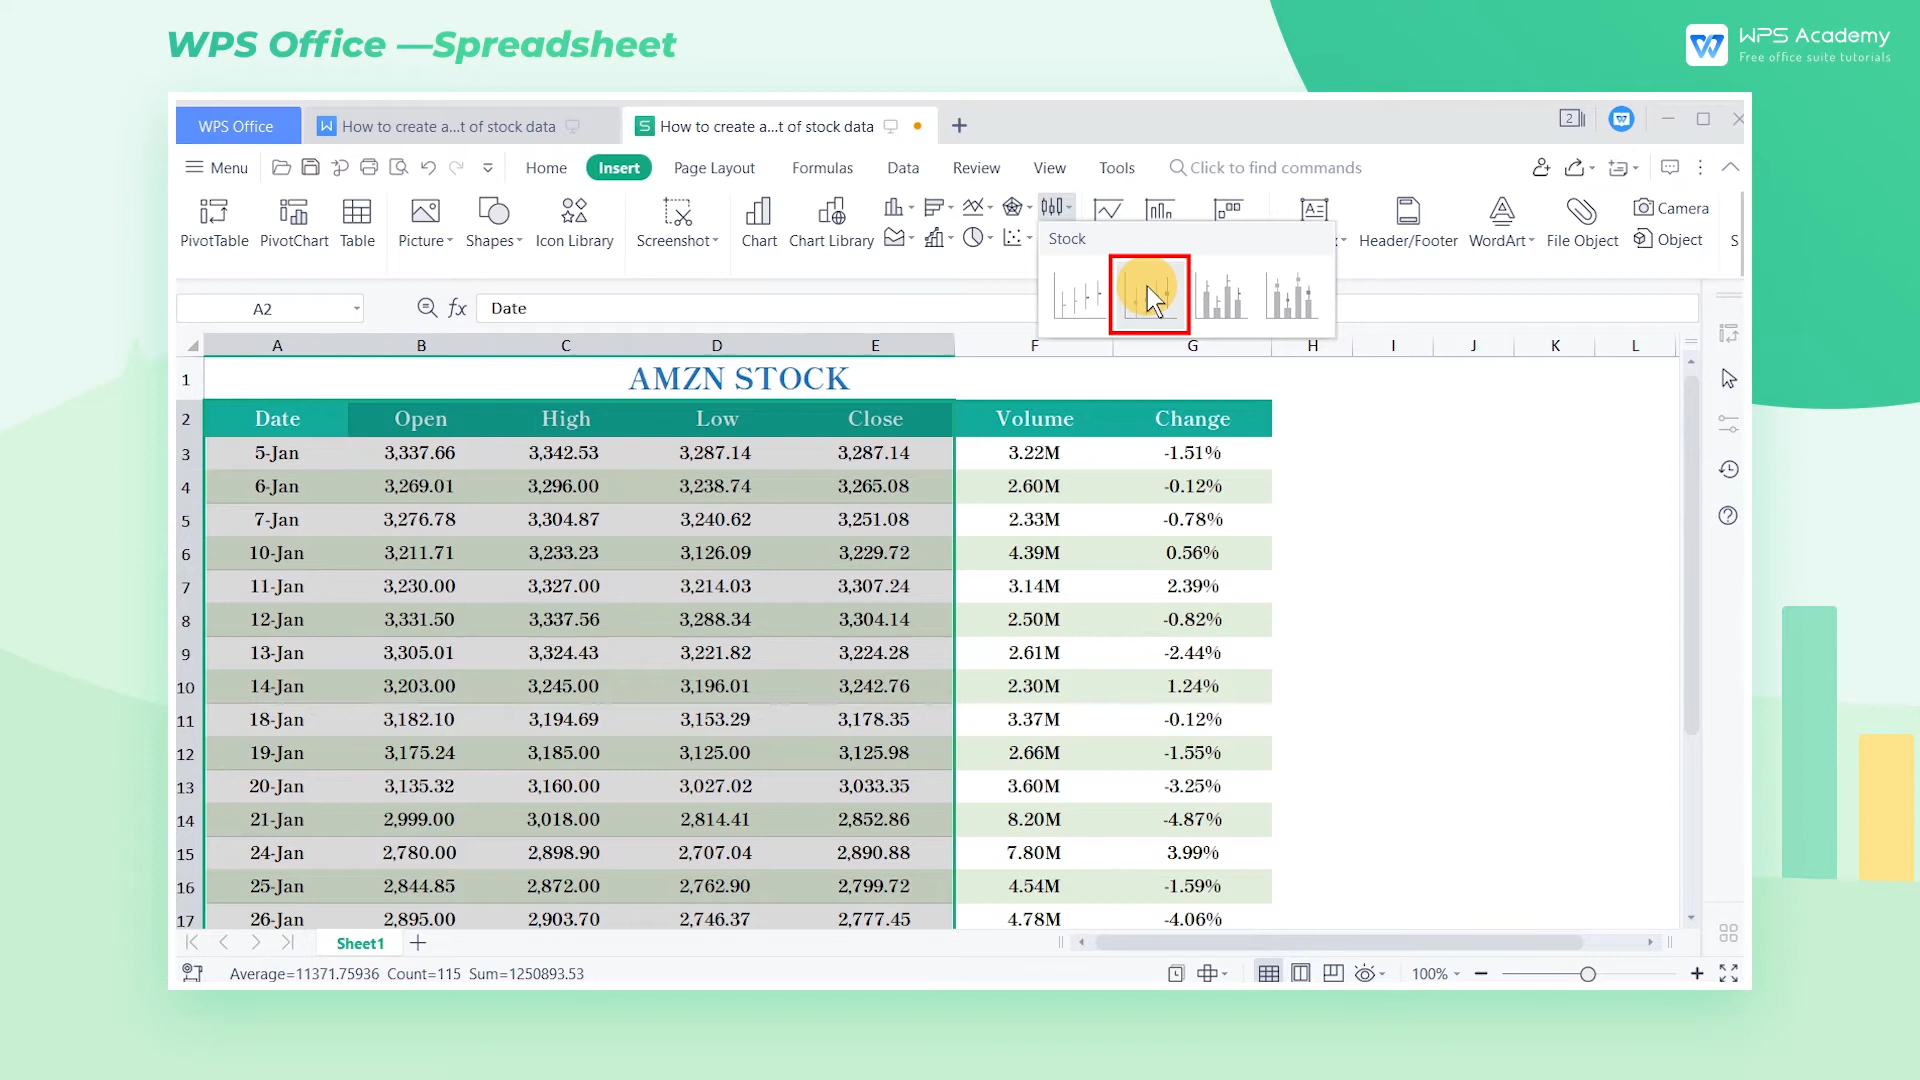 WPS Office —Spreadsheet
WPS Academy
Free office suite tutorials
WPS Office
How to create a...t of stock data
How to create a...t of stock data
2
Menu
Home
Insert
Page Layout
Formulas
Data
Review
View
Tools
Click to find commands
PivotTable
PivotChart
Table
Picture
Shapes
Icon Library
Screenshot
Chart
Chart Library
Header/Footer
WordArt
File Object
Camera
Object
S
Stock
A2
fx
Date
A B C D E F G H I J K L
1 AMZN STOCK
2 Date Open High Low Close Volume Change
3 5-Jan 3,337.66 3,342.53 3,287.14 3,287.14 3.22M -1.51%
4 6-Jan 3,269.01 3,296.00 3,238.74 3,265.08 2.60M -0.12%
5 7-Jan 3,276.78 3,304.87 3,240.62 3,251.08 2.33M -0.78%
6 10-Jan 3,211.71 3,233.23 3,126.09 3,229.72 4.39M 0.56%
7 11-Jan 3,230.00 3,327.00 3,214.03 3,307.24 3.14M 2.39%
8 12-Jan 3,331.50 3,337.56 3,288.34 3,304.14 2.50M -0.82%
9 13-Jan 3,305.01 3,324.43 3,221.82 3,224.28 2.61M -2.44%
10 14-Jan 3,203.00 3,245.00 3,196.01 3,242.76 2.30M 1.24%
11 18-Jan 3,182.10 3,194.69 3,153.29 3,178.35 3.37M -0.12%
12 19-Jan 3,175.24 3,185.00 3,125.00 3,125.98 2.66M -1.55%
13 20-Jan 3,135.32 3,160.00 3,027.02 3,033.35 3.60M -3.25%
14 21-Jan 2,999.00 3,018.00 2,814.41 2,852.86 8.20M -4.87%
15 24-Jan 2,780.00 2,898.90 2,707.04 2,890.88 7.80M 3.99%
16 25-Jan 2,844.85 2,872.00 2,762.90 2,799.72 4.54M -1.59%
17 26-Jan 2,895.00 2,903.70 2,746.37 2,777.45 4.78M -4.06%
Sheet1
Average=11371.75936 Count=115 Sum=1250893.53
100%